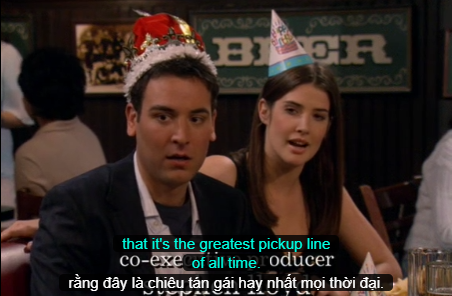 BEER
that it's the greatest pickup line
of all time.
co-exe roducer
rằng đây là chiêu tán gái hay nhất mọi thời đại.